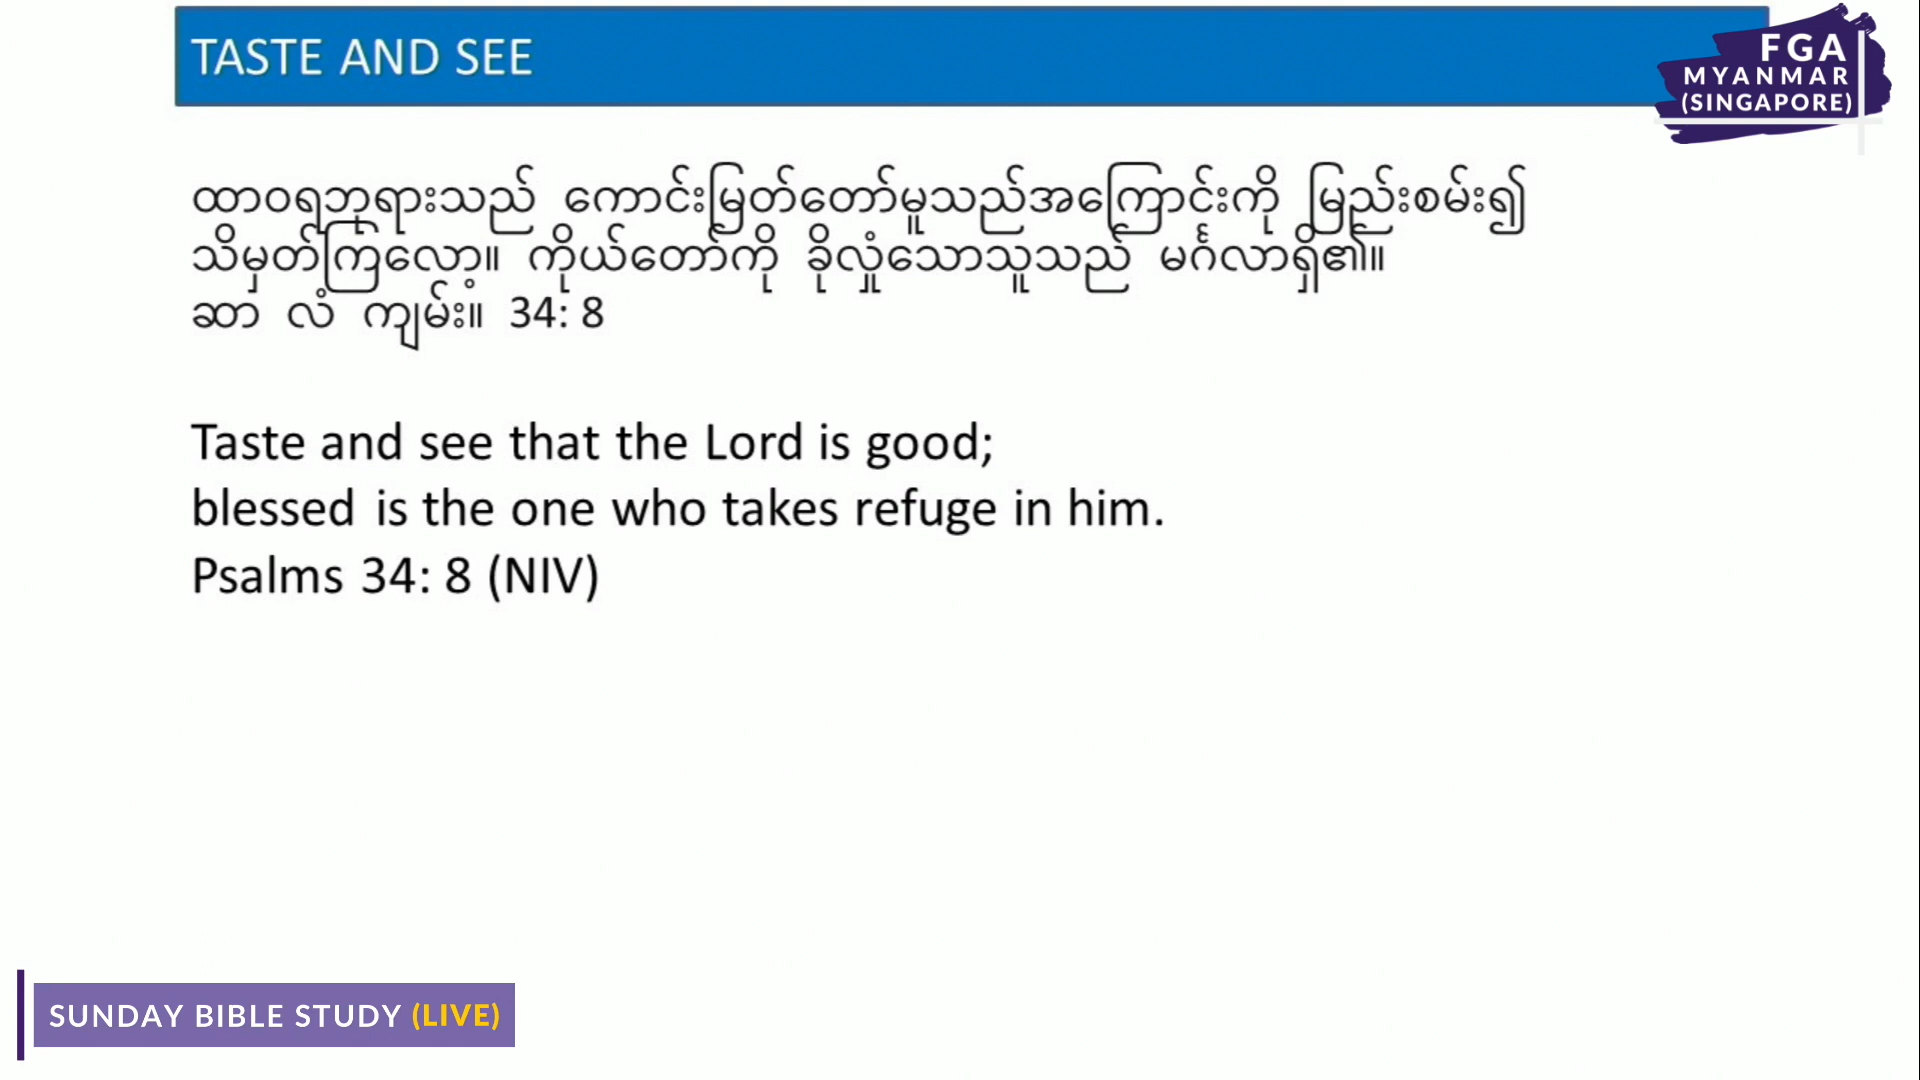 TASTE AND SEE
FGA
MYANMAR
(SINGAPORE)
ထာဝရဘုရားသည် ကောင်းမြတ်တော်မူသည်အကြောင်းကို မြည်းစမ်း၍
သိမှတ်ကြလော့။ ကိုယ်တော်ကို ခိုလှုံသောသူသည် မင်္ဂလာရှိ၏။
ဆာ လံ ကျမ်း။ 34: 8
Taste and see that the Lord is good;
blessed is the one who takes refuge in him.
Psalms 34: 8 (NIV)
SUNDAY BIBLE STUDY (LIVE)